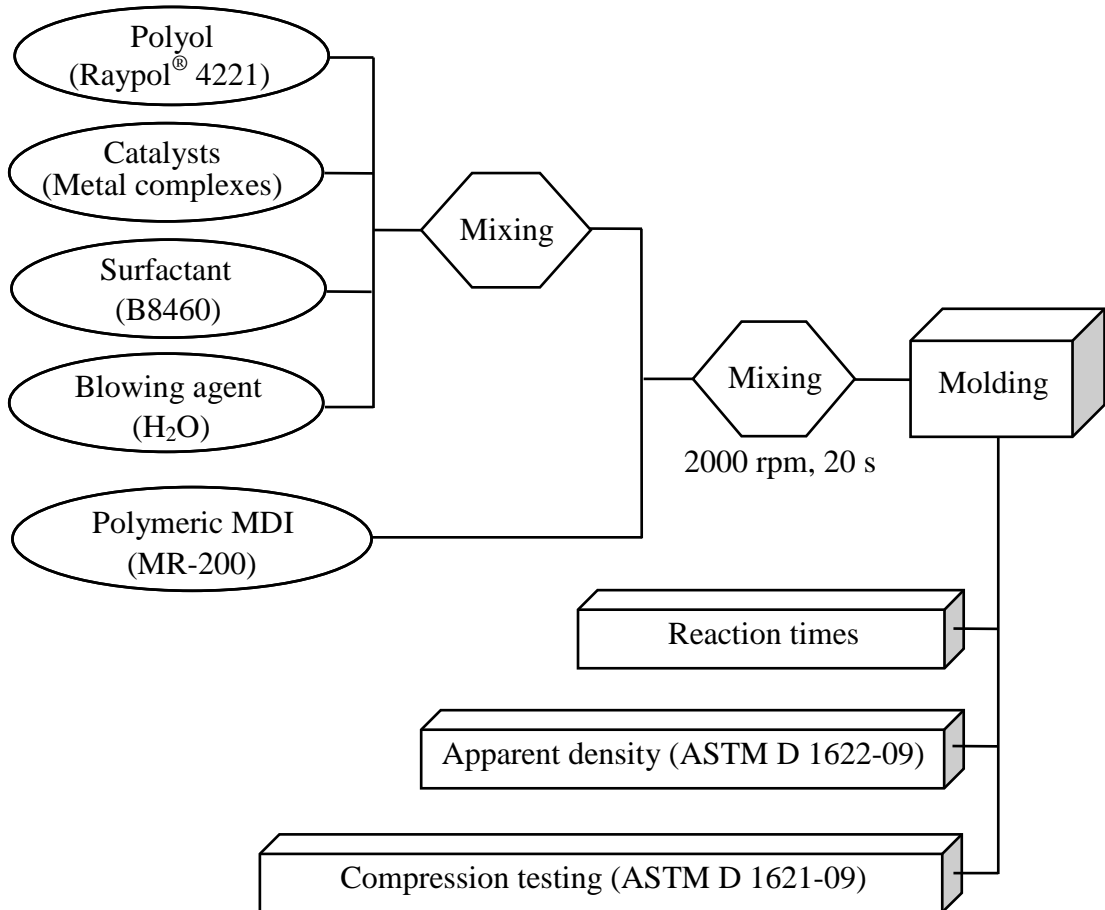 Polyol
(Raypol® 4221)
Catalysts
(Metal complexes)
Surfactant
(B8460)
Blowing agent
(H₂O)
Polymeric MDI
(MR-200)
Mixing
Mixing
2000 rpm, 20 s
Molding
Reaction times
Apparent density (ASTM D 1622-09)
Compression testing (ASTM D 1621-09)